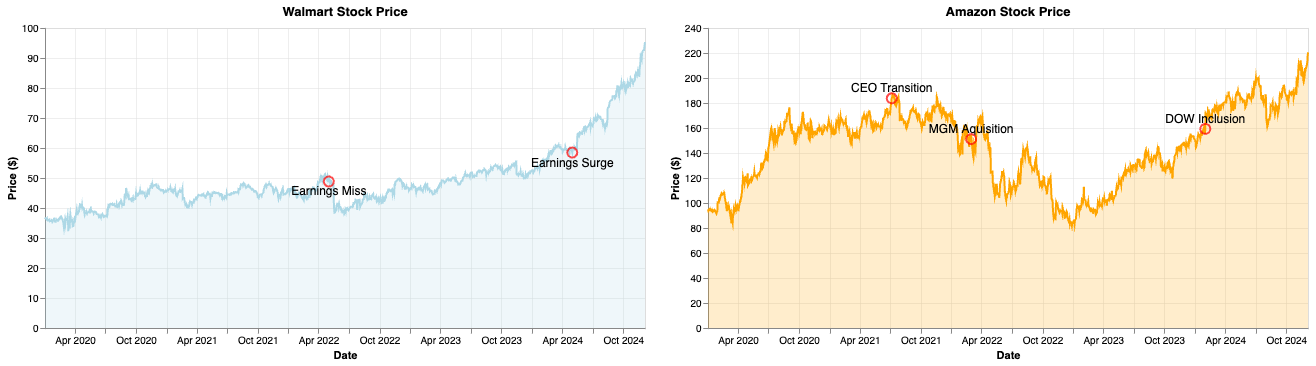 Walmart Stock Price
Price ($)
100
90
80
70
60
50
40
30
20
10
0
Earnings Miss
Earnings Surge
Apr 2020 Oct 2020 Apr 2021 Oct 2021 Apr 2022 Oct 2022 Apr 2023 Oct 2023 Apr 2024 Oct 2024
Date
Amazon Stock Price
Price ($)
240
220
200
180
160
140
120
100
80
60
40
20
0
CEO Transition
MGM Aquisition
DOW Inclusion
Apr 2020 Oct 2020 Apr 2021 Oct 2021 Apr 2022 Oct 2022 Apr 2023 Oct 2023 Apr 2024 Oct 2024
Date